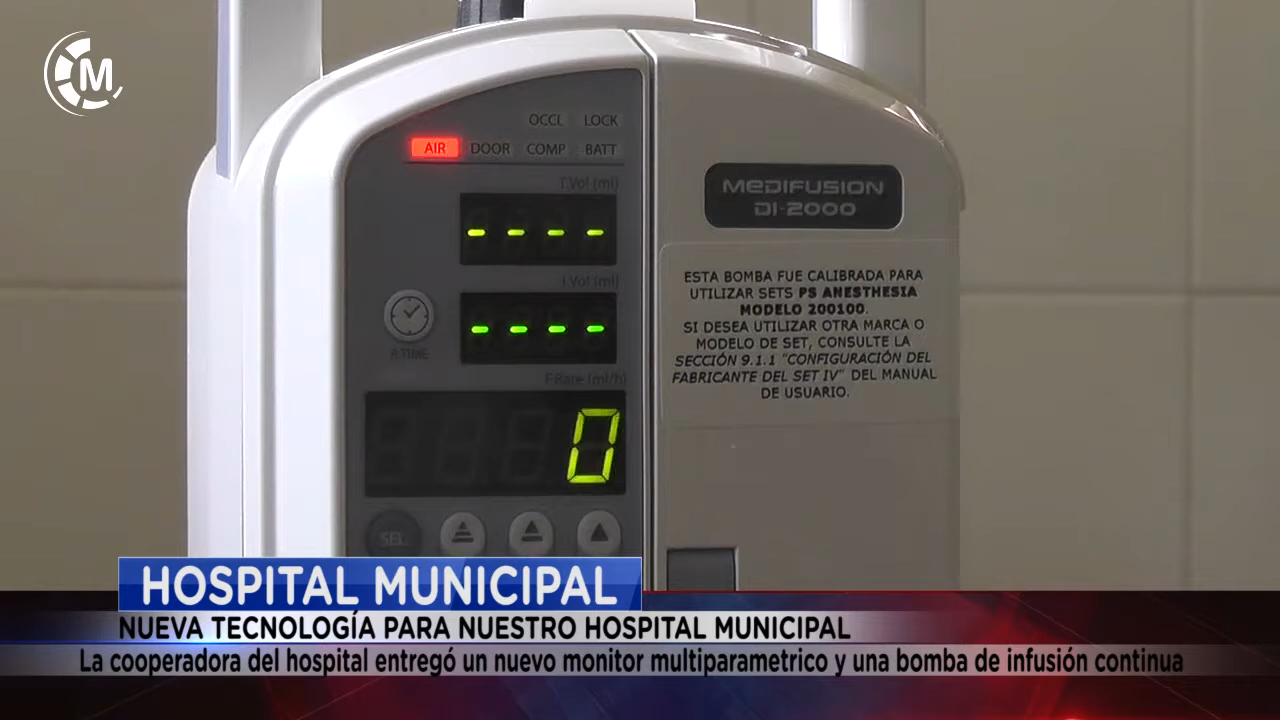 M
OCCL LOCK
AIR DOOR COMP BATT
T.Vol (ml)
- - - -
I.Vol (ml)
- - - -
P.TIME
F.Rate (ml/h)
0
SEL
MEDIFUSION
DI-2000
ESTA BOMBA FUE CALIBRADA PARA
UTILIZAR SETS PS ANESTHESIA
MODELO 200100.
SI DESEA UTILIZAR OTRA MARCA O
MODELO DE SET, CONSULTE LA
SECCIÓN 9.1.1 "CONFIGURACIÓN DEL
FABRICANTE DEL SET IV" DEL MANUAL
DE USUARIO.
HOSPITAL MUNICIPAL
NUEVA TECNOLOGÍA PARA NUESTRO HOSPITAL MUNICIPAL
La cooperadora del hospital entregó un nuevo monitor multiparametrico y una bomba de infusión continua